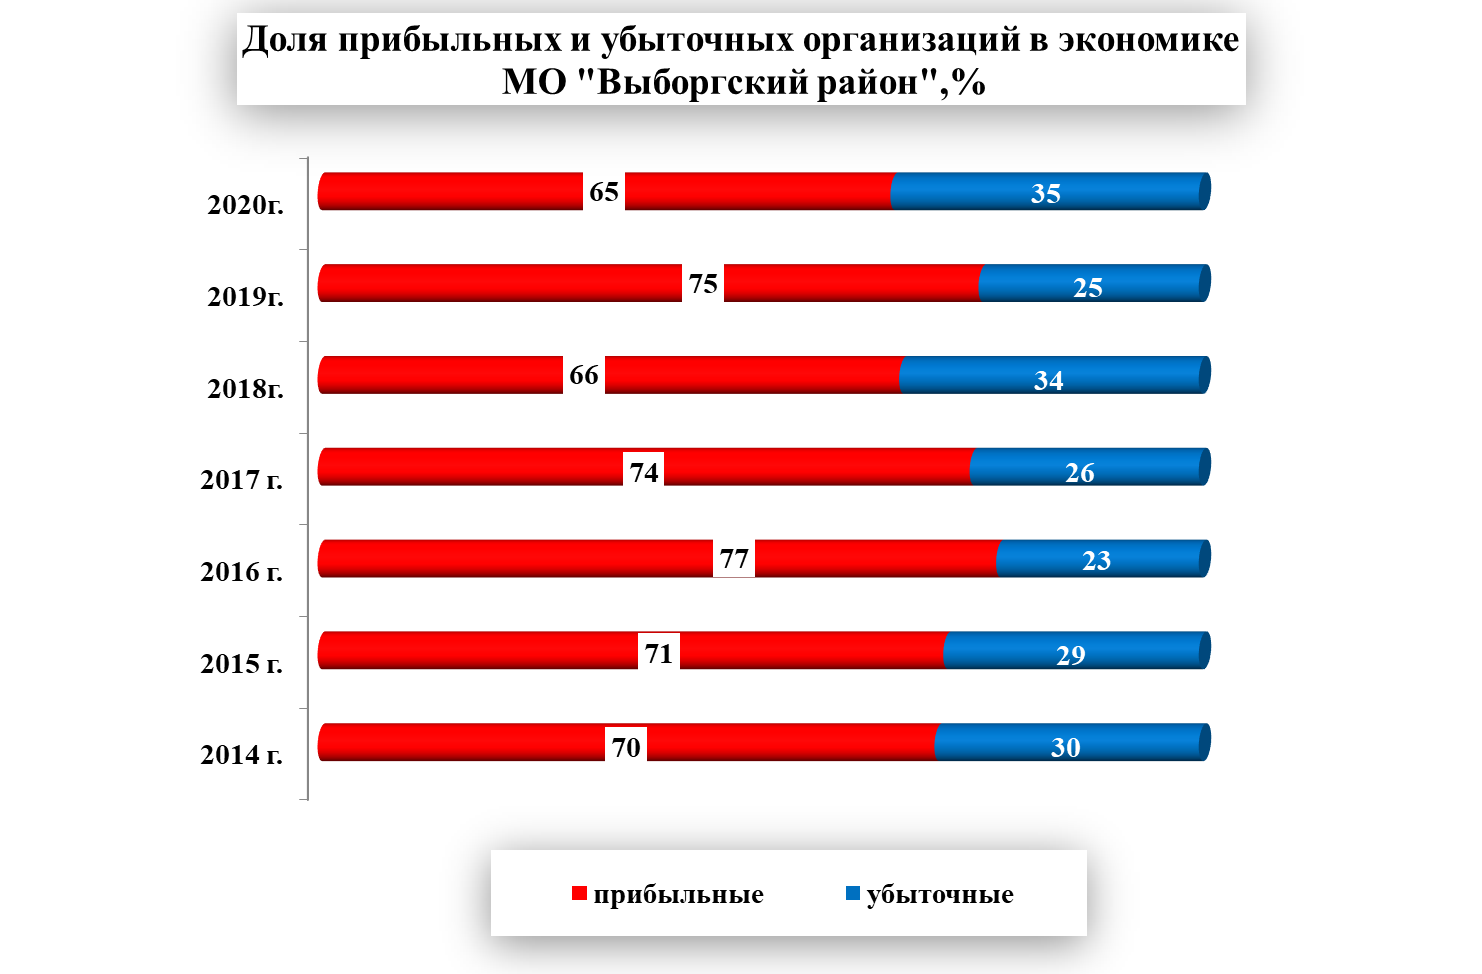 Доля прибыльных и убыточных организаций в экономике
МО "Выборгский район",%
2020г. 65 35
2019г. 75 25
2018г. 66 34
2017 г. 74 26
2016 г. 77 23
2015 г. 71 29
2014 г. 70 30
прибыльные убыточные